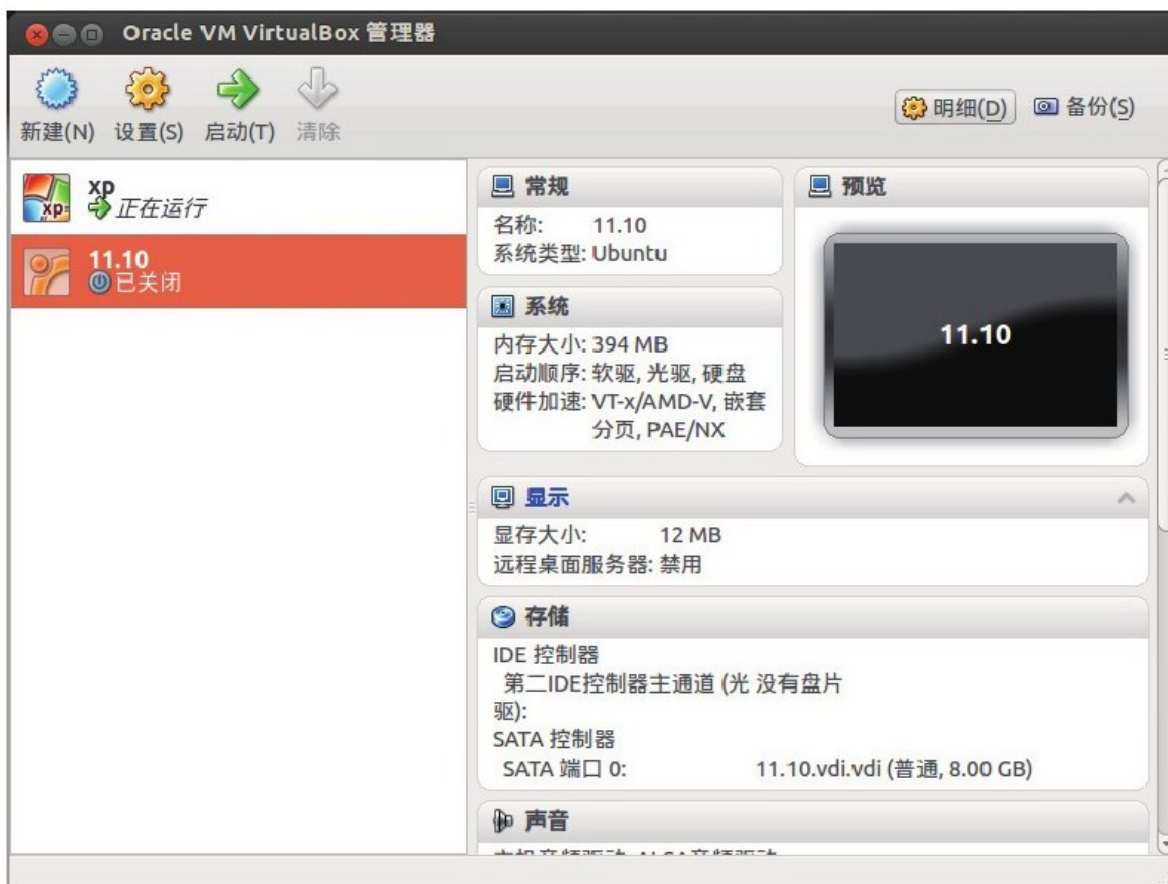 Oracle VM VirtualBox 管理器
新建(N) 设置(S) 启动(T) 清除
明细(D) 备份(S)
xp
xp
正在运行
11.10
已关闭
常规
名称: 11.10
系统类型: Ubuntu
预览
11.10
系统
内存大小: 394 MB
启动顺序: 软驱, 光驱, 硬盘
硬件加速: VT-x/AMD-V, 嵌套
分页, PAE/NX
显示
显存大小: 12 MB
远程桌面服务器: 禁用
存储
IDE 控制器
第二IDE控制器主通道 (光 没有盘片
驱):
SATA 控制器
SATA 端口 0: 11.10.vdi.vdi (普通, 8.00 GB)
声音